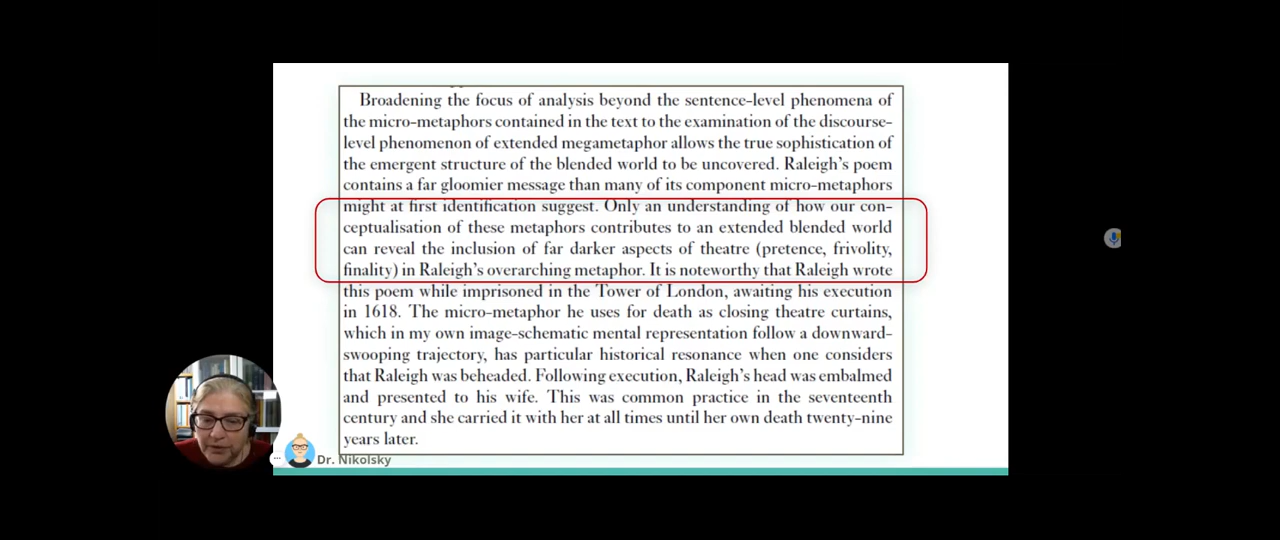 Broadening the focus of analysis beyond the sentence-level phenomena of
the micro-metaphors contained in the text to the examination of the discourse-
level phenomenon of extended megametaphor allows the true sophistication of
the emergent structure of the blended world to be uncovered. Raleigh's poem
contains a far gloomier message than many of its component micro-metaphors
might at first identification suggest. Only an understanding of how our con-
ceptualisation of these metaphors contributes to an extended blended world
can reveal the inclusion of far darker aspects of theatre (pretence, frivolity,
finality) in Raleigh's overarching metaphor. It is noteworthy that Raleigh wrote
this poem while imprisoned in the Tower of London, awaiting his execution
in 1618. The micro-metaphor he uses for death as closing theatre curtains,
which in my own image-schematic mental representation follow a downward-
swooping trajectory, has particular historical resonance when one considers
that Raleigh was beheaded. Following execution, Raleigh's head was embalmed
and presented to his wife. This was common practice in the seventeenth
century and she carried it with her at all times until her own death twenty-nine
years later.
Dr. Nikolsky